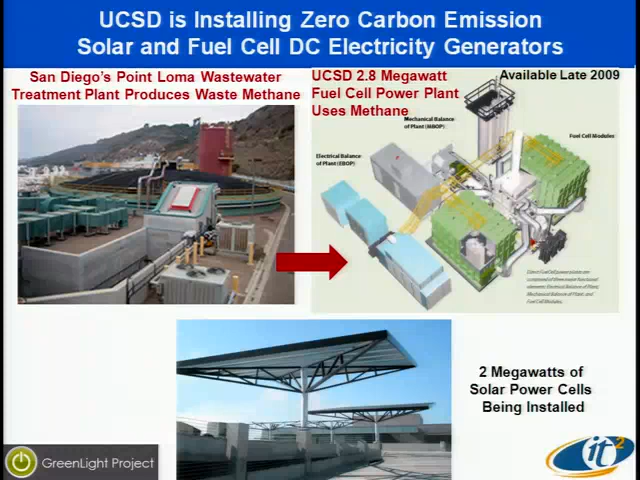 UCSD is Installing Zero Carbon Emission
Solar and Fuel Cell DC Electricity Generators
San Diego's Point Loma Wastewater
Treatment Plant Produces Waste Methane
UCSD 2.8 Megawatt
Fuel Cell Power Plant
Uses Methane
Available Late 2009
Mechanical Balance
of Plant (MBOP)
Fuel Cell Modules
Electrical Balance
of Plant (EBOP)
2 Megawatts of
Solar Power Cells
Being Installed
GreenLight Project
it2